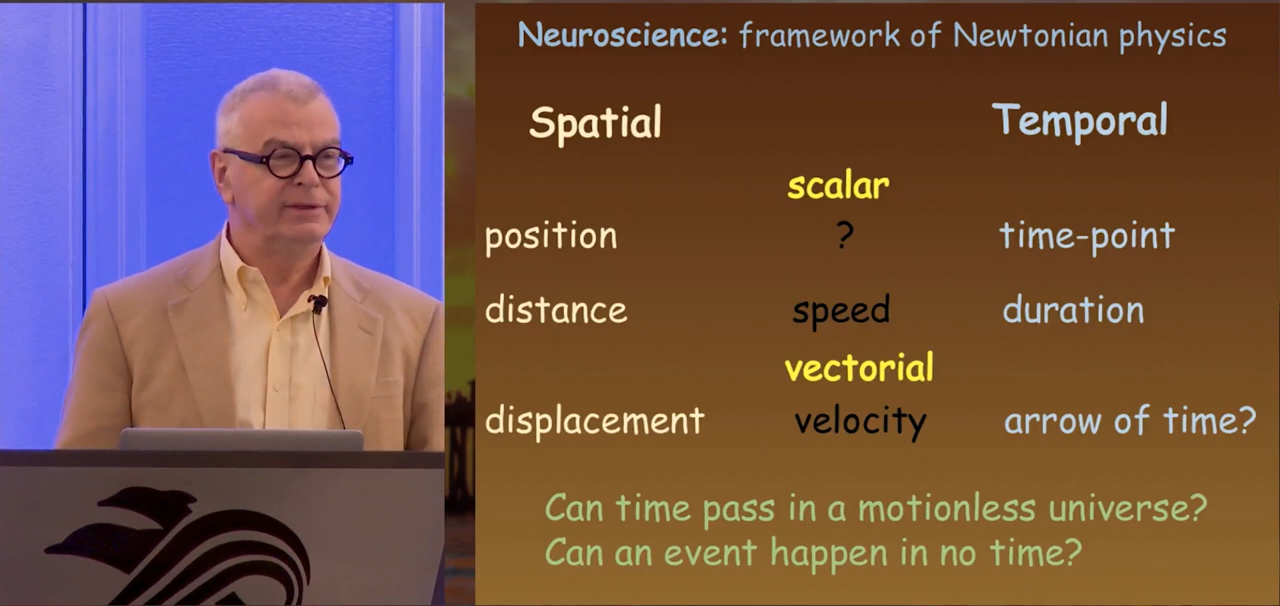 Neuroscience: framework of Newtonian physics
Spatial Temporal
scalar
position ? time-point
distance speed duration
vectorial
displacement velocity arrow of time?
Can time pass in a motionless universe?
Can an event happen in no time?